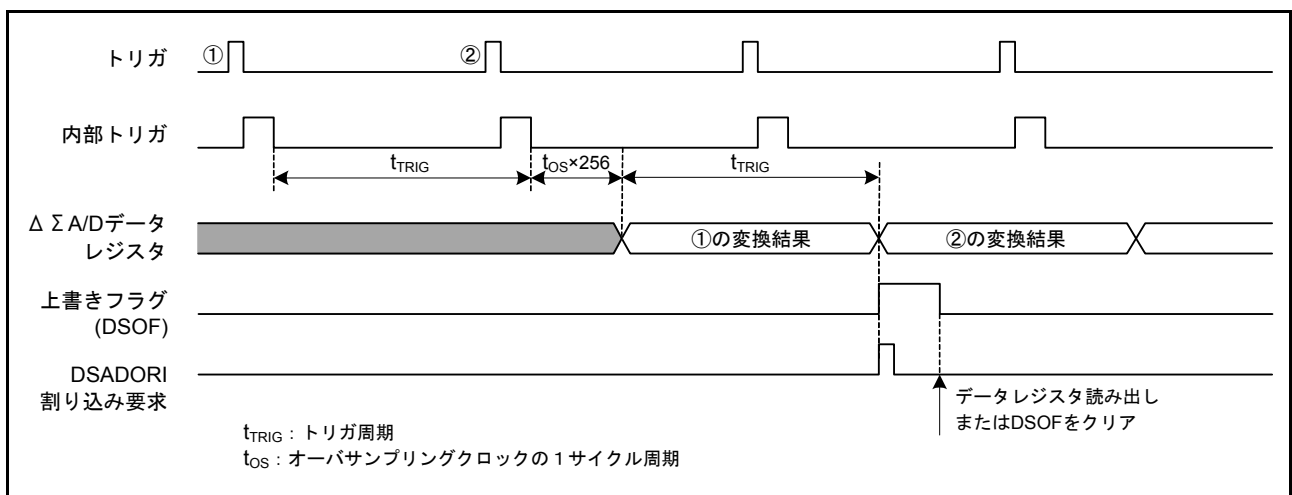 トリガ ① ②
内部トリガ
tTRIG tOS×256 tTRIG
ΔΣA/Dデータ
レジスタ
①の変換結果 ②の変換結果
上書きフラグ
(DSOF)
DSADORI
割り込み要求
データレジスタ読み出し
またはDSOFをクリア
tTRIG：トリガ周期
tOS：オーバサンプリングクロックの１サイクル周期